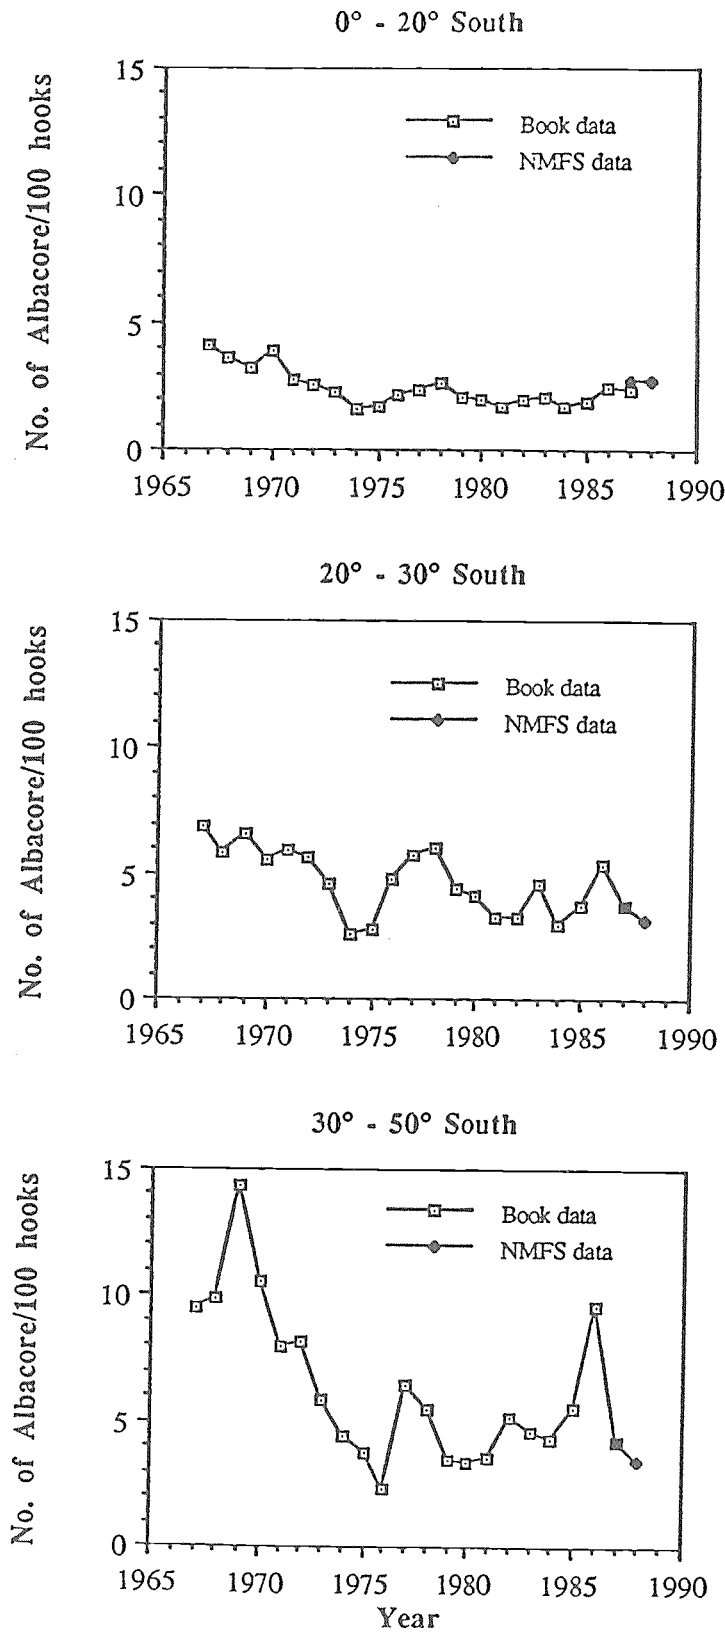 0° - 20° South
No. of Albacore/100 hooks
15
10
5
0
Book data
NMFS data
1965 1970 1975 1980 1985 1990
20° - 30° South
No. of Albacore/100 hooks
15
10
5
0
Book data
NMFS data
1965 1970 1975 1980 1985 1990
30° - 50° South
No. of Albacore/100 hooks
15
10
5
0
Book data
NMFS data
1965 1970 1975 1980 1985 1990
Year